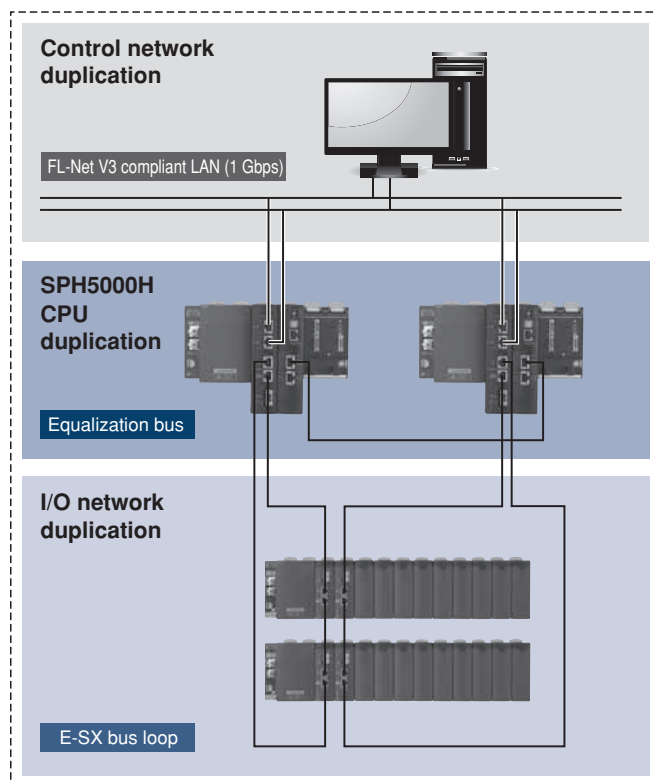 Control network
duplication
FL-Net V3 compliant LAN (1 Gbps)
SPH5000H
CPU
duplication
Equalization bus
I/O network
duplication
E-SX bus loop